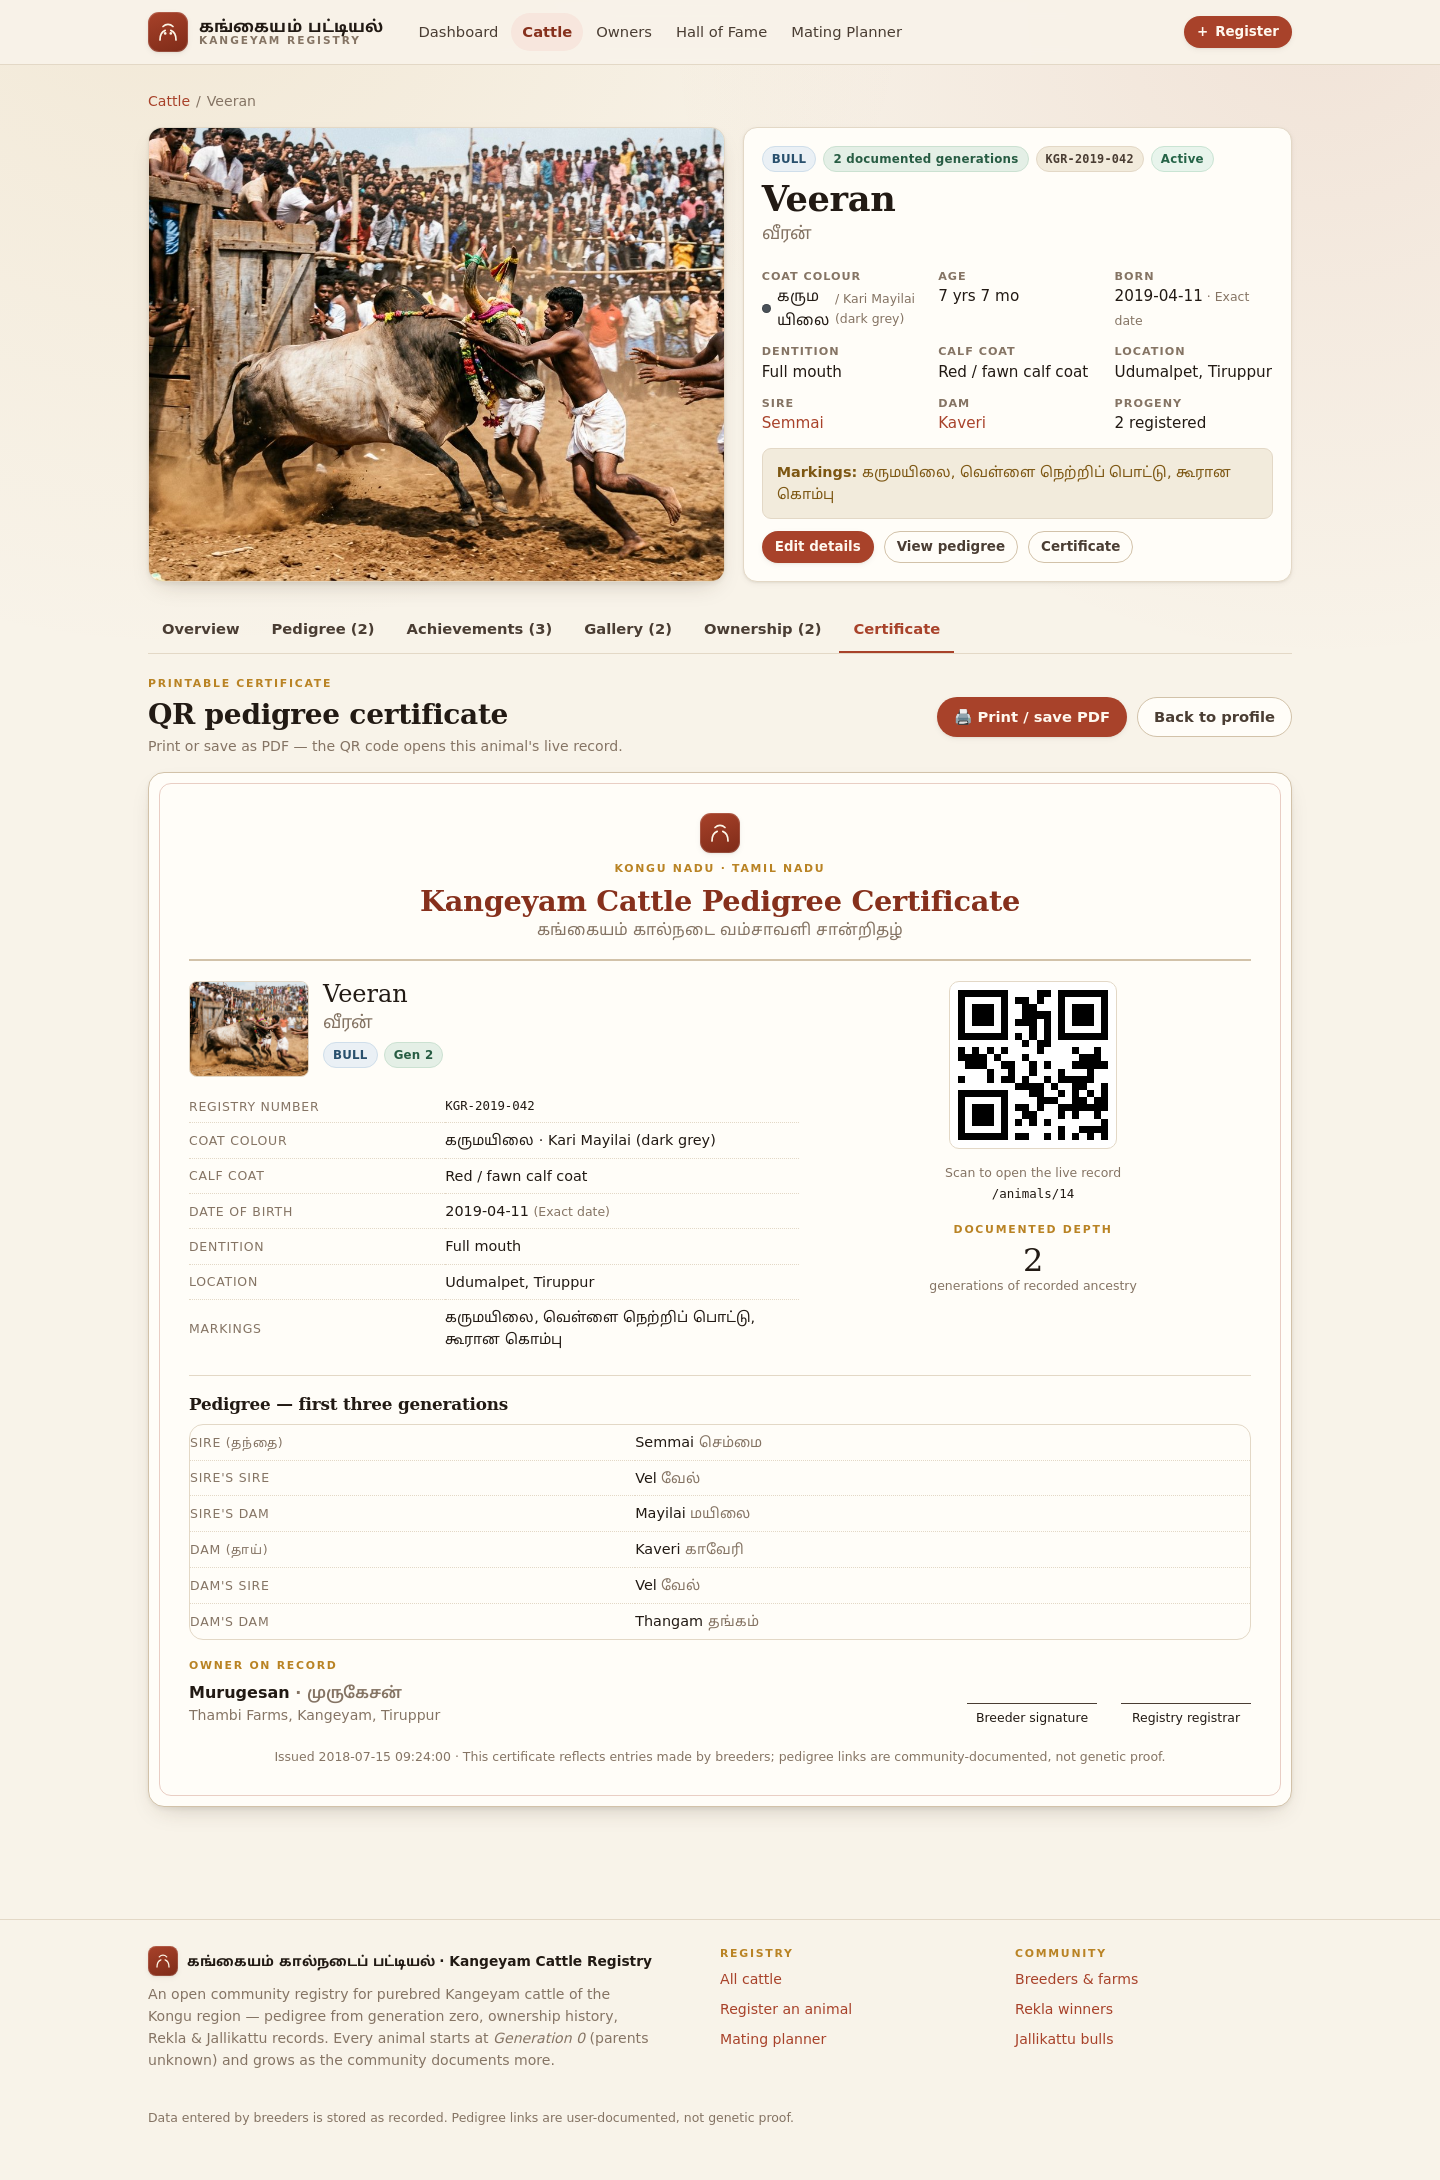 கங்கையம் பட்டியல்
KANGEYAM REGISTRY
Dashboard
Cattle
Owners
Hall of Fame
Mating Planner
+ Register
Cattle / Veeran
BULL
2 documented generations
KGR-2019-042
Active
Veeran
வீரன்
COAT COLOUR
கரும
யிலை
/ Kari Mayilai
(dark grey)
AGE
7 yrs 7 mo
BORN
2019-04-11 · Exact
date
DENTITION
Full mouth
CALF COAT
Red / fawn calf coat
LOCATION
Udumalpet, Tiruppur
SIRE
Semmai
DAM
Kaveri
PROGENY
2 registered
Markings: கருமயிலை, வெள்ளை நெற்றிப் பொட்டு, கூரான
கொம்பு
Edit details
View pedigree
Certificate
Overview
Pedigree (2)
Achievements (3)
Gallery (2)
Ownership (2)
Certificate
PRINTABLE CERTIFICATE
QR pedigree certificate
Print or save as PDF — the QR code opens this animal's live record.
Print / save PDF
Back to profile
KONGU NADU · TAMIL NADU
Kangeyam Cattle Pedigree Certificate
கங்கையம் கால்நடை வம்சாவளி சான்றிதழ்
Veeran
வீரன்
BULL
Gen 2
REGISTRY NUMBER KGR-2019-042
COAT COLOUR கருமயிலை · Kari Mayilai (dark grey)
CALF COAT Red / fawn calf coat
DATE OF BIRTH 2019-04-11 (Exact date)
DENTITION Full mouth
LOCATION Udumalpet, Tiruppur
MARKINGS கருமயிலை, வெள்ளை நெற்றிப் பொட்டு,
கூரான கொம்பு
Scan to open the live record
/animals/14
DOCUMENTED DEPTH
2
generations of recorded ancestry
Pedigree — first three generations
SIRE (தந்தை) Semmai செம்மை
SIRE'S SIRE Vel வேல்
SIRE'S DAM Mayilai மயிலை
DAM (தாய்) Kaveri காவேரி
DAM'S SIRE Vel வேல்
DAM'S DAM Thangam தங்கம்
OWNER ON RECORD
Murugesan · முருகேசன்
Thambi Farms, Kangeyam, Tiruppur
Breeder signature
Registry registrar
Issued 2018-07-15 09:24:00 · This certificate reflects entries made by breeders; pedigree links are community-documented, not genetic proof.
கங்கையம் கால்நடைப் பட்டியல் · Kangeyam Cattle Registry
An open community registry for purebred Kangeyam cattle of the
Kongu region — pedigree from generation zero, ownership history,
Rekla & Jallikattu records. Every animal starts at Generation 0 (parents
unknown) and grows as the community documents more.
REGISTRY
All cattle
Register an animal
Mating planner
COMMUNITY
Breeders & farms
Rekla winners
Jallikattu bulls
Data entered by breeders is stored as recorded. Pedigree links are user-documented, not genetic proof.